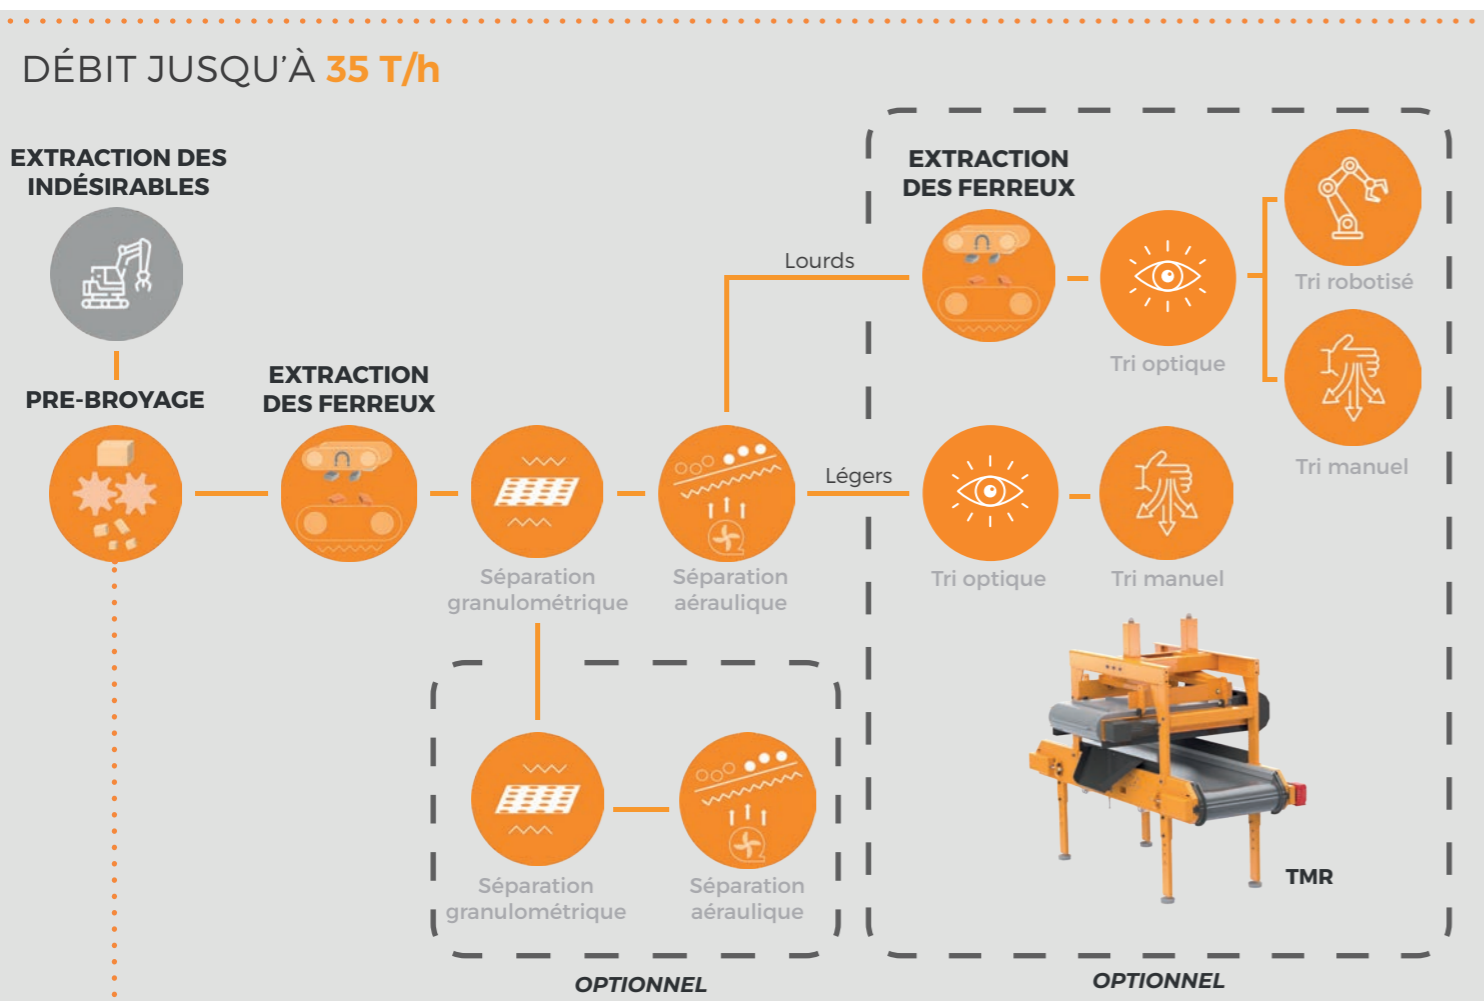 DÉBIT JUSQU'À 35 T/h
EXTRACTION DES
INDÉSIRABLES
PRE-BROYAGE
EXTRACTION
DES FERREUX
Séparation
granulométrique
Séparation
aéraulique
Lourds
Légers
EXTRACTION
DES FERREUX
Tri optique
Tri robotisé
Tri manuel
Tri optique
Tri manuel
TMR
Séparation
granulométrique
Séparation
aéraulique
OPTIONNEL
OPTIONNEL